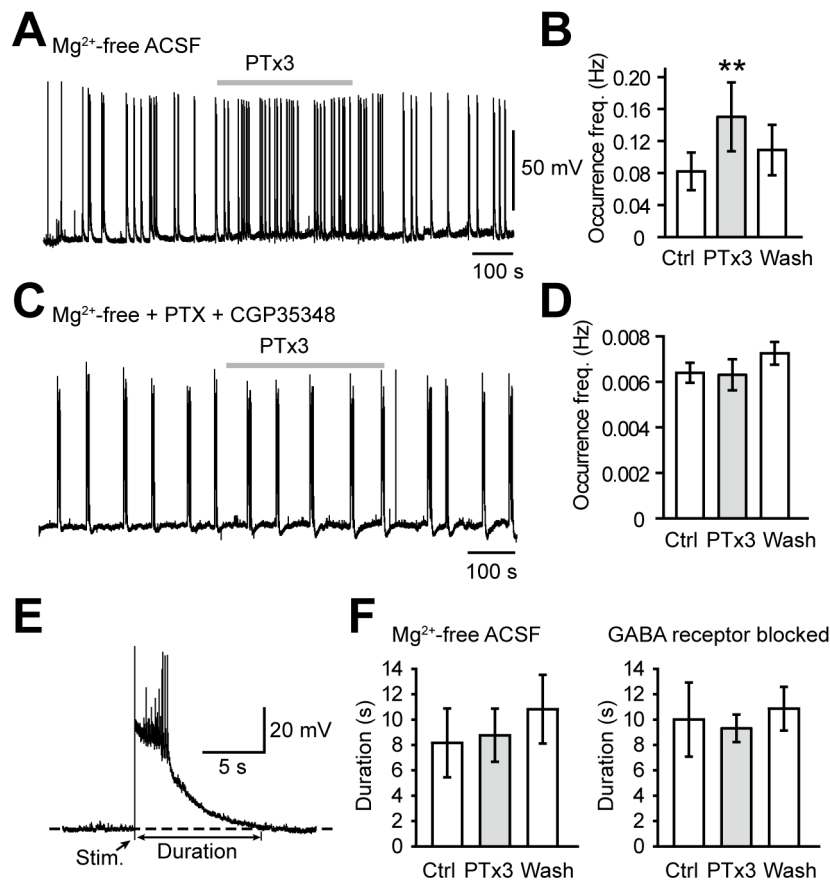 A
Mg²⁺-free ACSF
PTx3
50 mV
100 s
B
**
Occurrence freq. (Hz)
0.20
0.16
0.12
0.08
0.04
0
Ctrl PTx3 Wash
C
Mg²⁺-free + PTX + CGP35348
PTx3
100 s
D
Occurrence freq. (Hz)
0.008
0.006
0.004
0.002
0
Ctrl PTx3 Wash
E
20 mV
5 s
Stim.
Duration
F
Mg²⁺-free ACSF
Duration (s)
14
12
10
8
6
4
2
0
Ctrl PTx3 Wash
GABA receptor blocked
Duration (s)
14
12
10
8
6
4
2
0
Ctrl PTx3 Wash